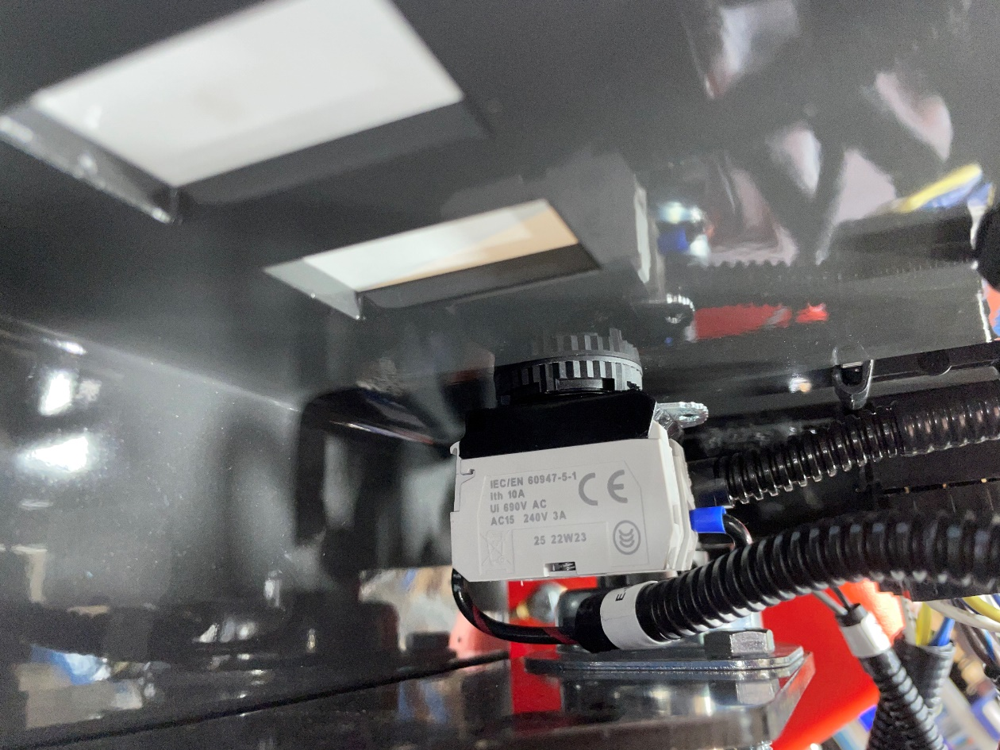 IEC/EN 60947-5-1
Ith 10A
Ui 690V AC
AC15 240V 3A
CE
25 22W23